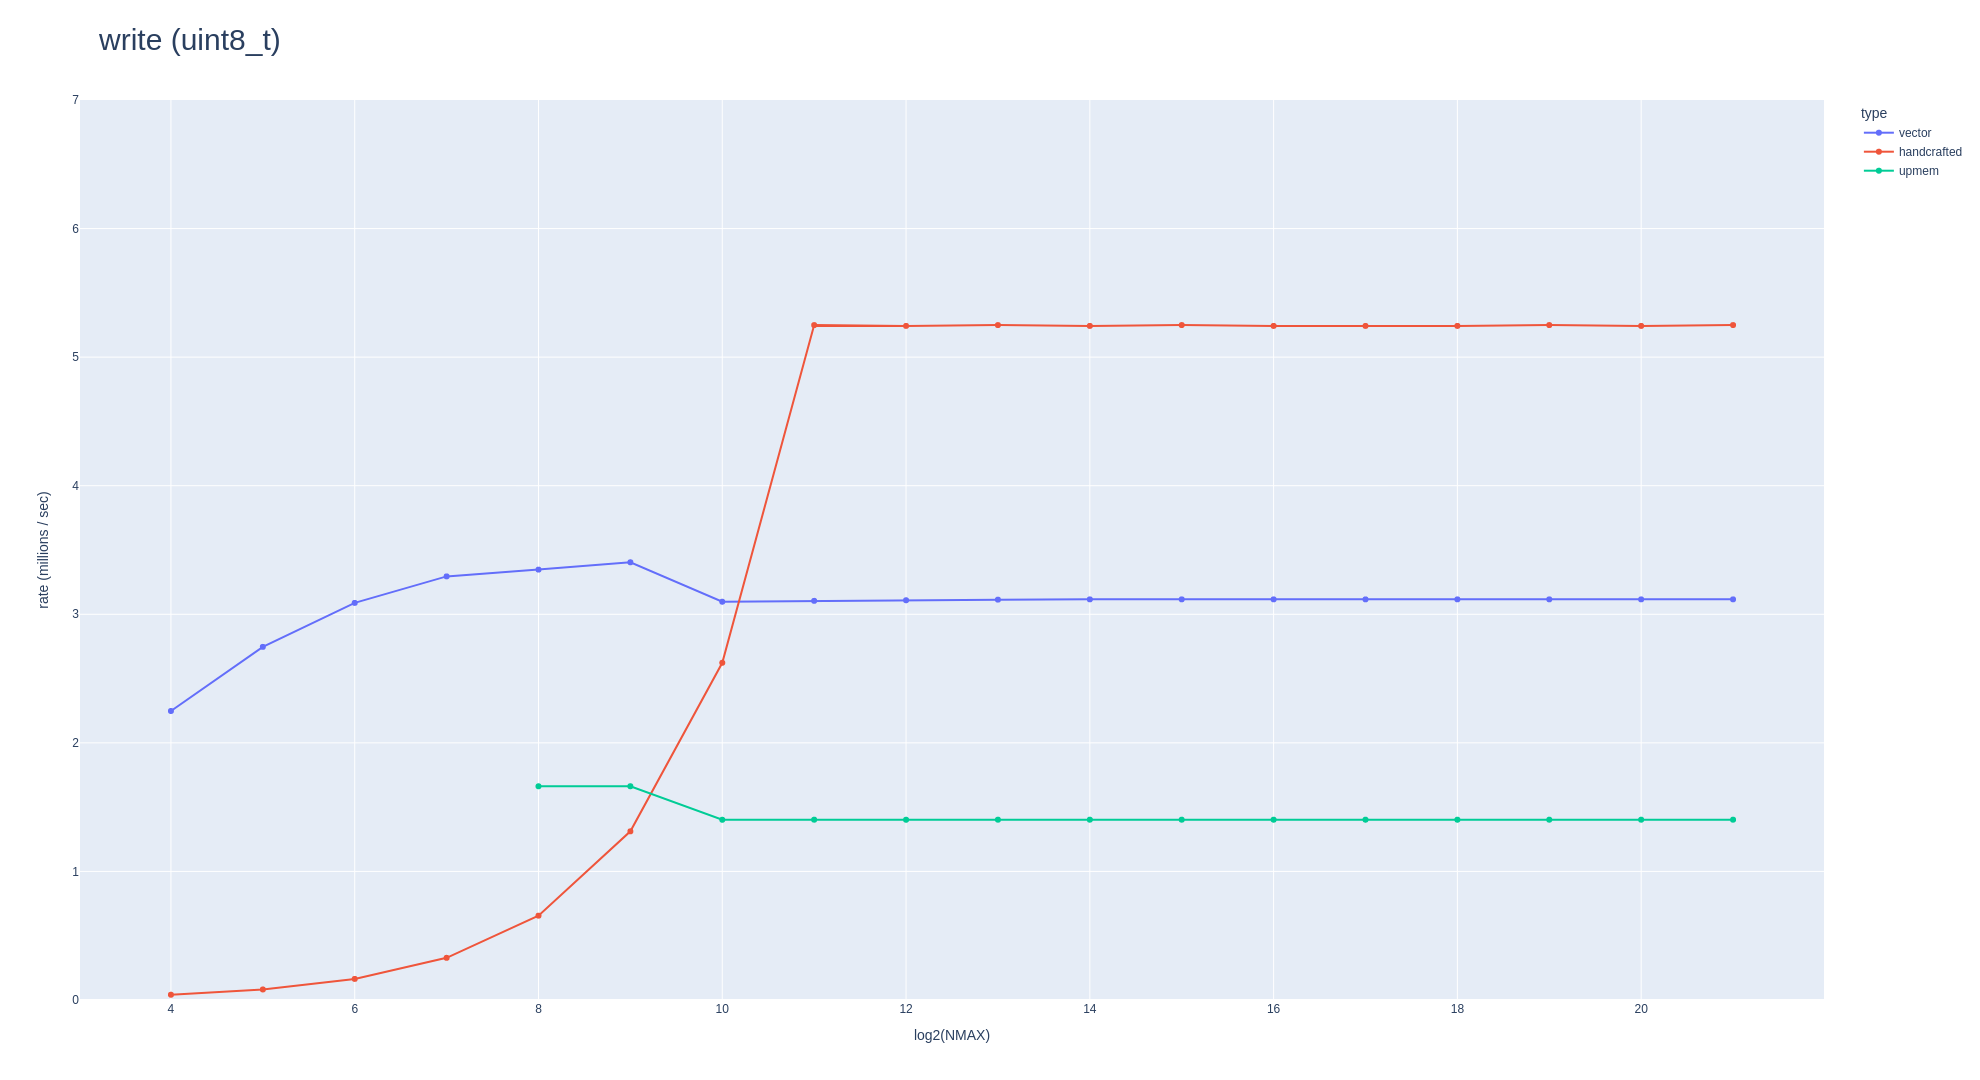 write (uint8_t)
type
vector
handcrafted
upmem
7
6
5
4
3
2
1
0
rate (millions / sec)
4 6 8 10 12 14 16 18 20
log2(NMAX)